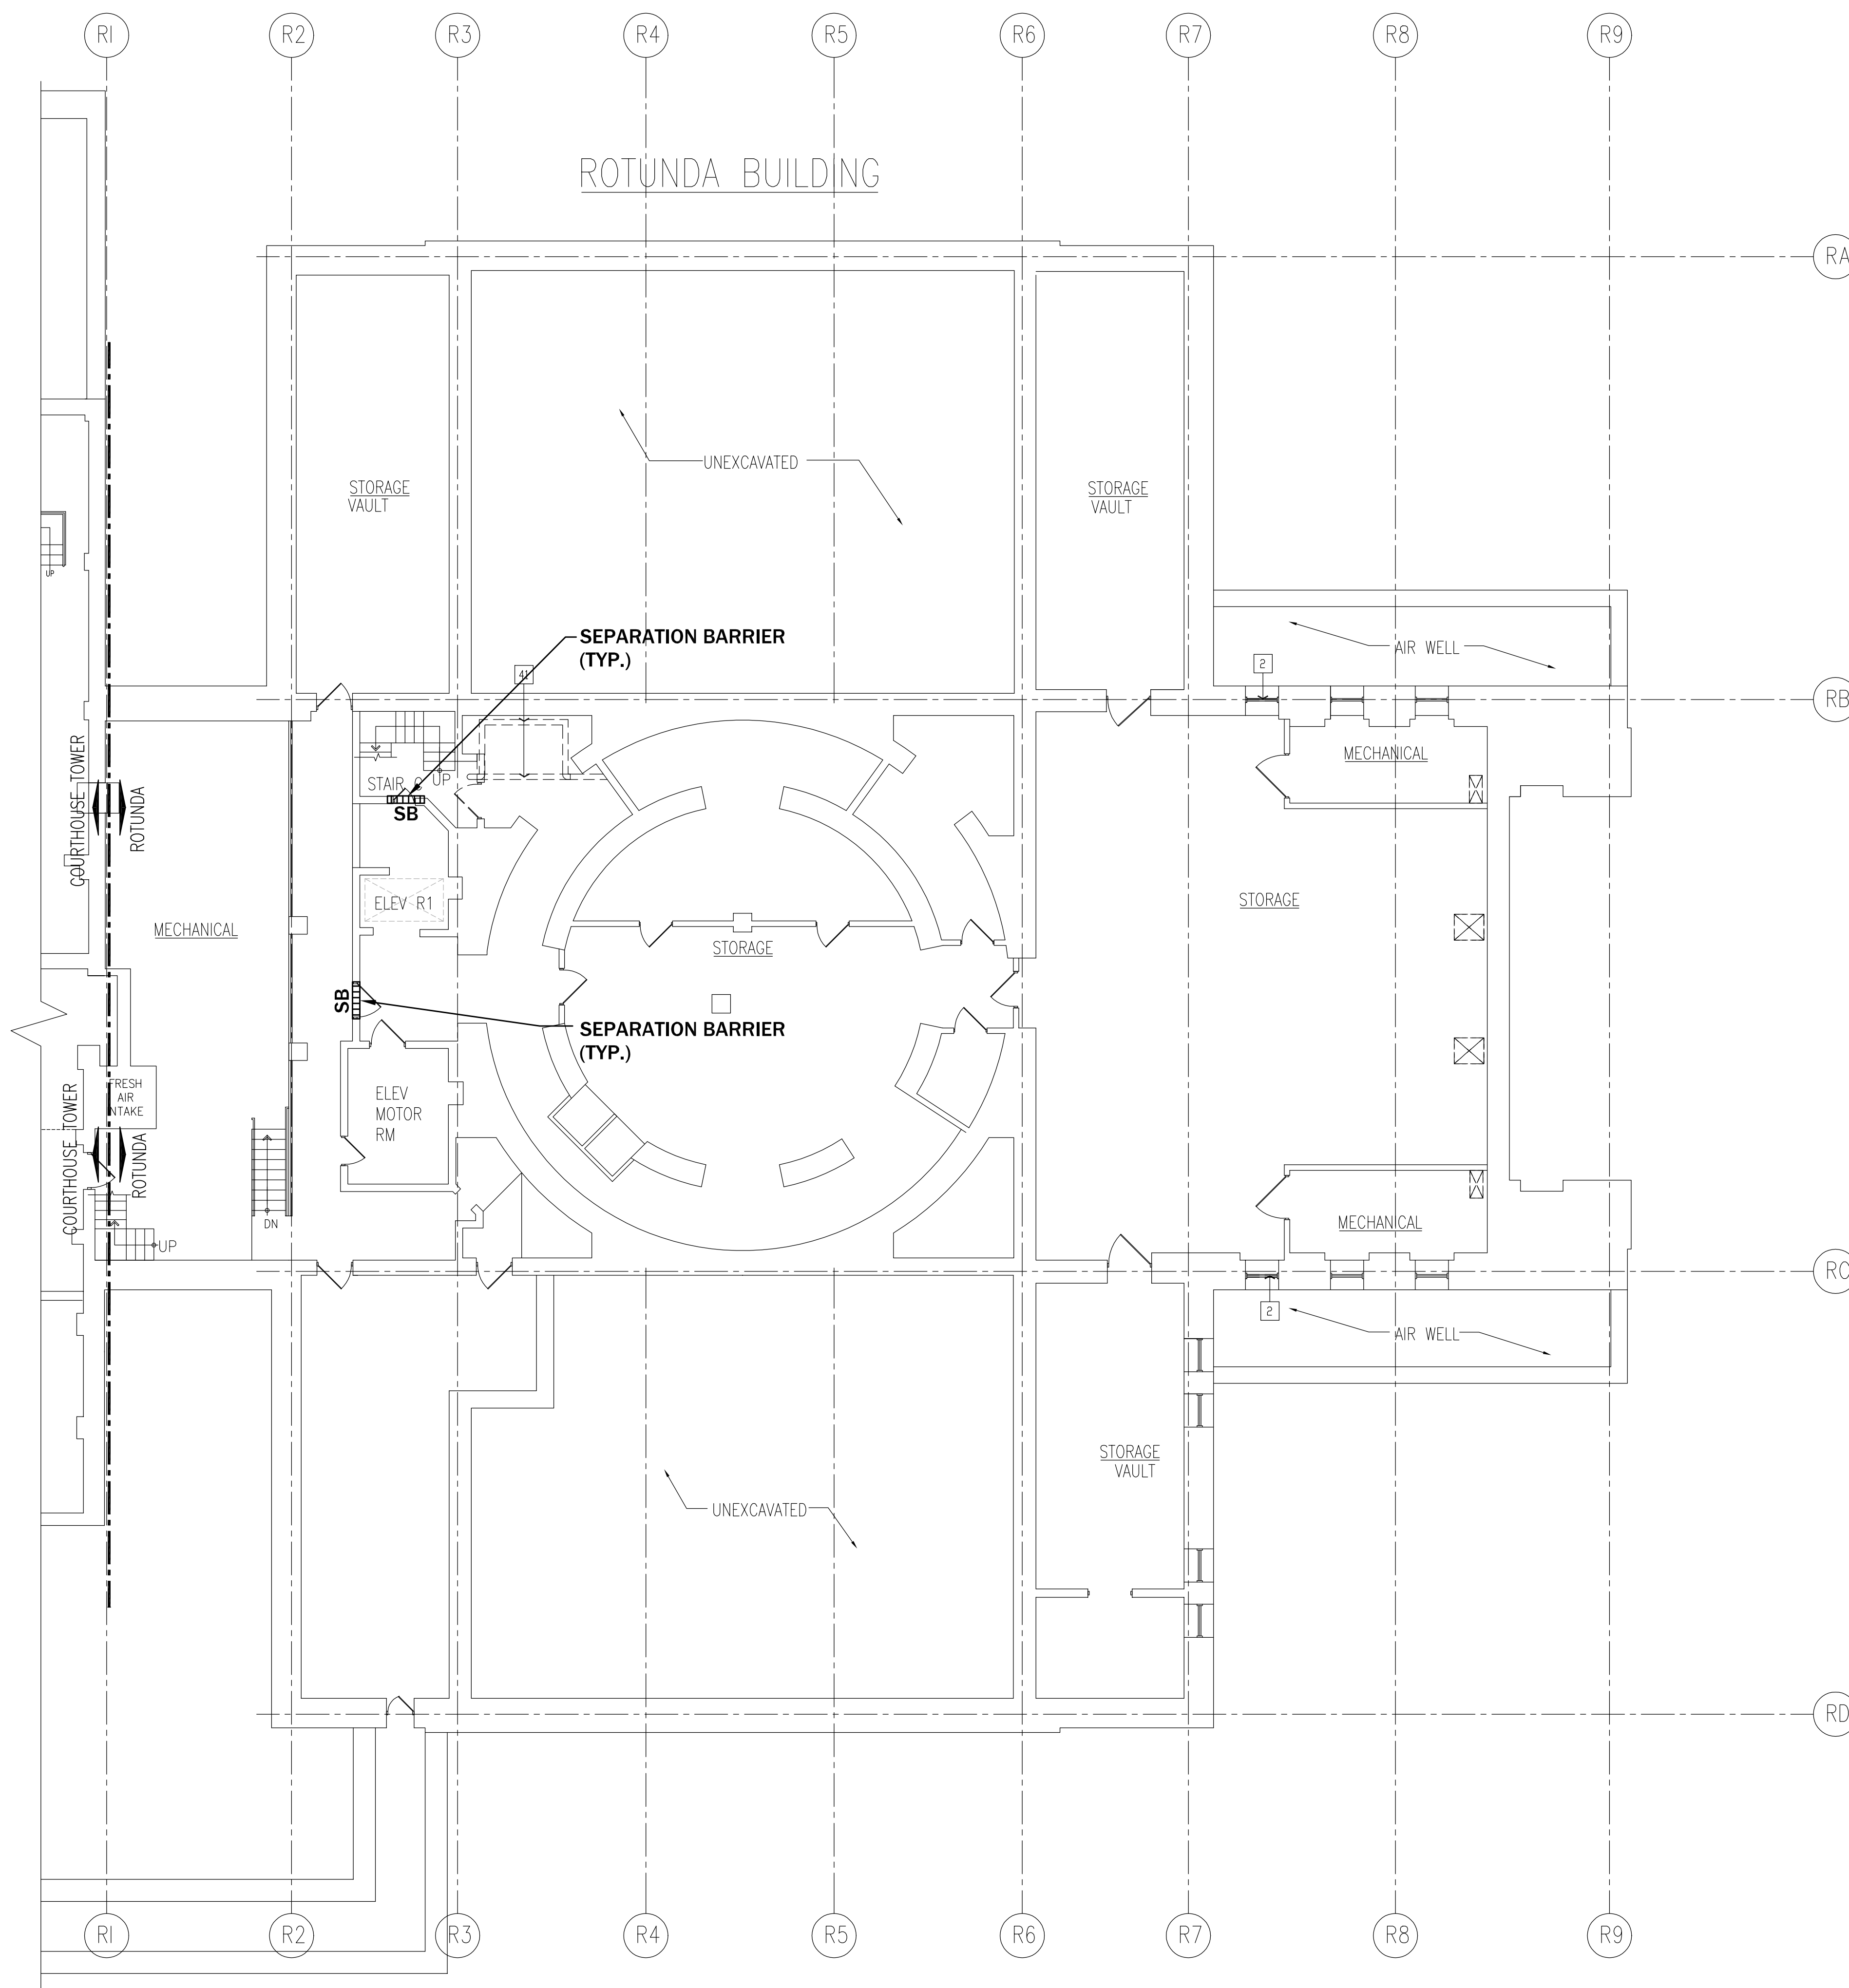 R1
R2
R3
R4
R5
R6
R7
R8
R9
ROTUNDA BUILDING
RA
UNEXCAVATED
STORAGE
VAULT
STORAGE
VAULT
UP
SEPARATION BARRIER
(TYP.)
AIR WELL
41
2
RB
COURTHOUSE TOWER
ROTUNDA
STAIR C
UP
SB
MECHANICAL
ELEV R1
STORAGE
MECHANICAL
STORAGE
SB
SEPARATION BARRIER
(TYP.)
FRESH
AIR
INTAKE
ELEV
MOTOR
RM
COURTHOUSE TOWER
ROTUNDA
DN
UP
MECHANICAL
RC
2
AIR WELL
STORAGE
VAULT
UNEXCAVATED
RD
R1
R2
R3
R4
R5
R6
R7
R8
R9